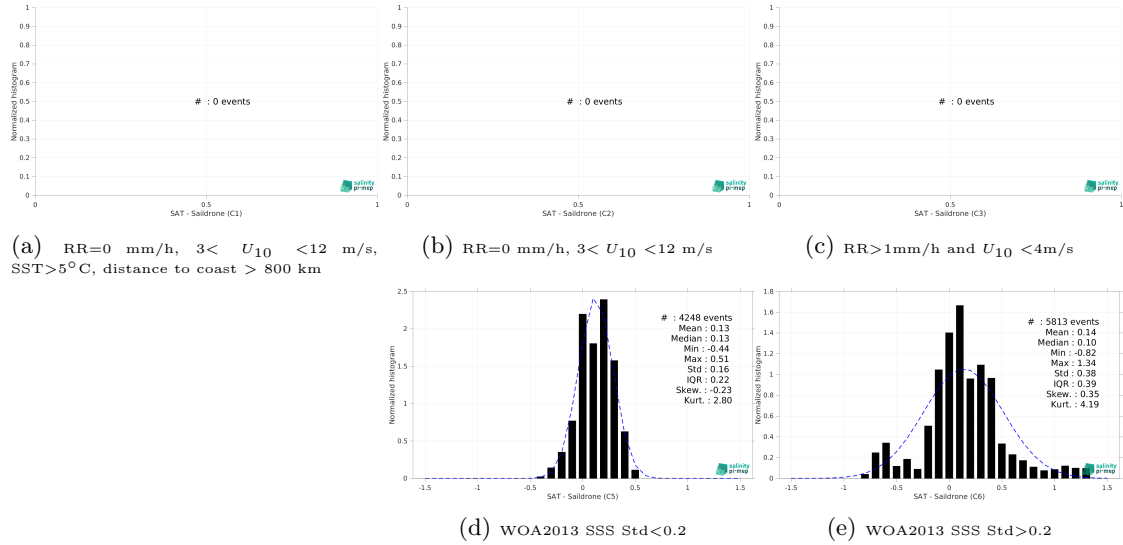 1
0.9
0.8
0.7
0.6
0.5
0.4
0.3
0.2
0.1
0
Normalized histogram
# : 0 events
salinity
pi-mep
0 0.5 1
SAT - Saildrone (C1)
(a) RR=0 mm/h, 3< U10 <12 m/s,
SST>5°C, distance to coast > 800 km
1
0.9
0.8
0.7
0.6
0.5
0.4
0.3
0.2
0.1
0
Normalized histogram
# : 0 events
salinity
pi-mep
0 0.5 1
SAT - Saildrone (C2)
(b) RR=0 mm/h, 3< U10 <12 m/s
1
0.9
0.8
0.7
0.6
0.5
0.4
0.3
0.2
0.1
0
Normalized histogram
# : 0 events
salinity
pi-mep
0 0.5 1
SAT - Saildrone (C3)
(c) RR>1mm/h and U10 <4m/s
2.5
2
1.5
1
0.5
0
Normalized histogram
# : 4248 events
Mean : 0.13
Median : 0.13
Min : -0.44
Max : 0.51
Std : 0.16
IQR : 0.22
Skew. : -0.23
Kurt. : 2.80
salinity
pi-mep
-1.5 -1 -0.5 0 0.5 1 1.5
SAT - Saildrone (C5)
(d) WOA2013 SSS Std<0.2
1.8
1.6
1.4
1.2
1
0.8
0.6
0.4
0.2
0
Normalized histogram
# : 5813 events
Mean : 0.14
Median : 0.10
Min : -0.82
Max : 1.34
Std : 0.38
IQR : 0.39
Skew. : 0.35
Kurt. : 4.19
salinity
pi-mep
-1.5 -1 -0.5 0 0.5 1 1.5
SAT - Saildrone (C6)
(e) WOA2013 SSS Std>0.2